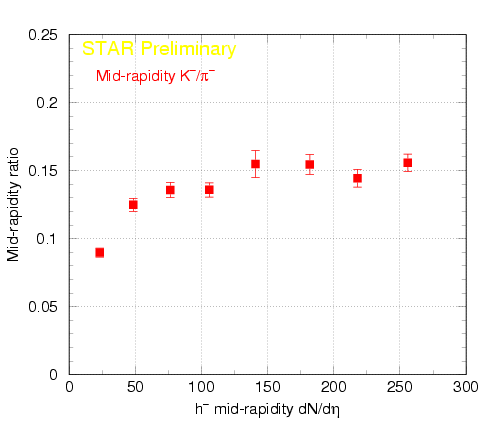 0.25
STAR Preliminary
Mid-rapidity K⁻/π⁻
0.2
0.15
0.1
0.05
0
Mid-rapidity ratio
0 50 100 150 200 250 300
h⁻ mid-rapidity dN/dη